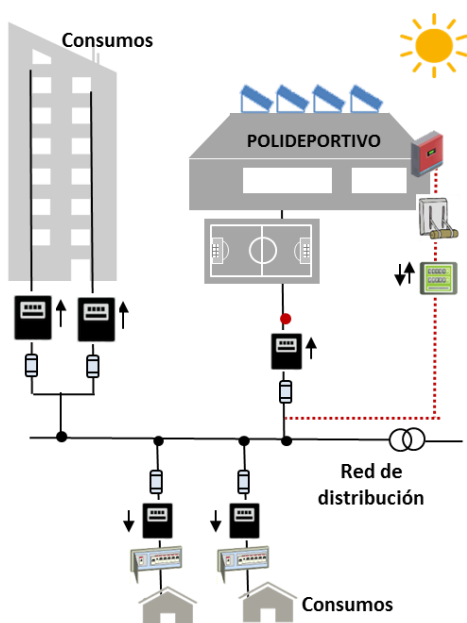 Consumos
POLIDEPORTIVO
Red de
distribución
Consumos